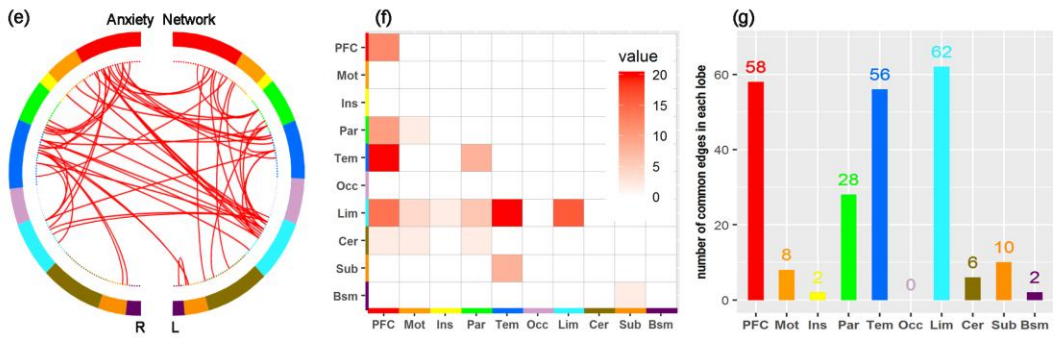 (e)
Anxiety Network
R L
(f)
PFC
Mot
Ins
Par
Tem
Occ
Lim
Cer
Sub
Bsm
PFC Mot Ins Par Tem Occ Lim Cer Sub Bsm
value
20
15
10
5
0
(g)
number of common edges in each lobe
60
40
20
0
58
8
2
28
56
0
62
6
10
2
PFC Mot Ins Par Tem Occ Lim Cer Sub Bsm